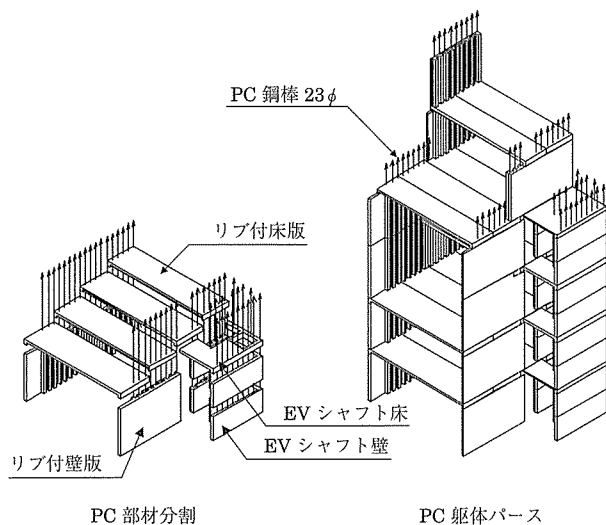 PC 鋼棒 23φ
リブ付床版
EV シャフト床
EV シャフト壁
リブ付壁版
PC 部材分割
PC 躯体パース